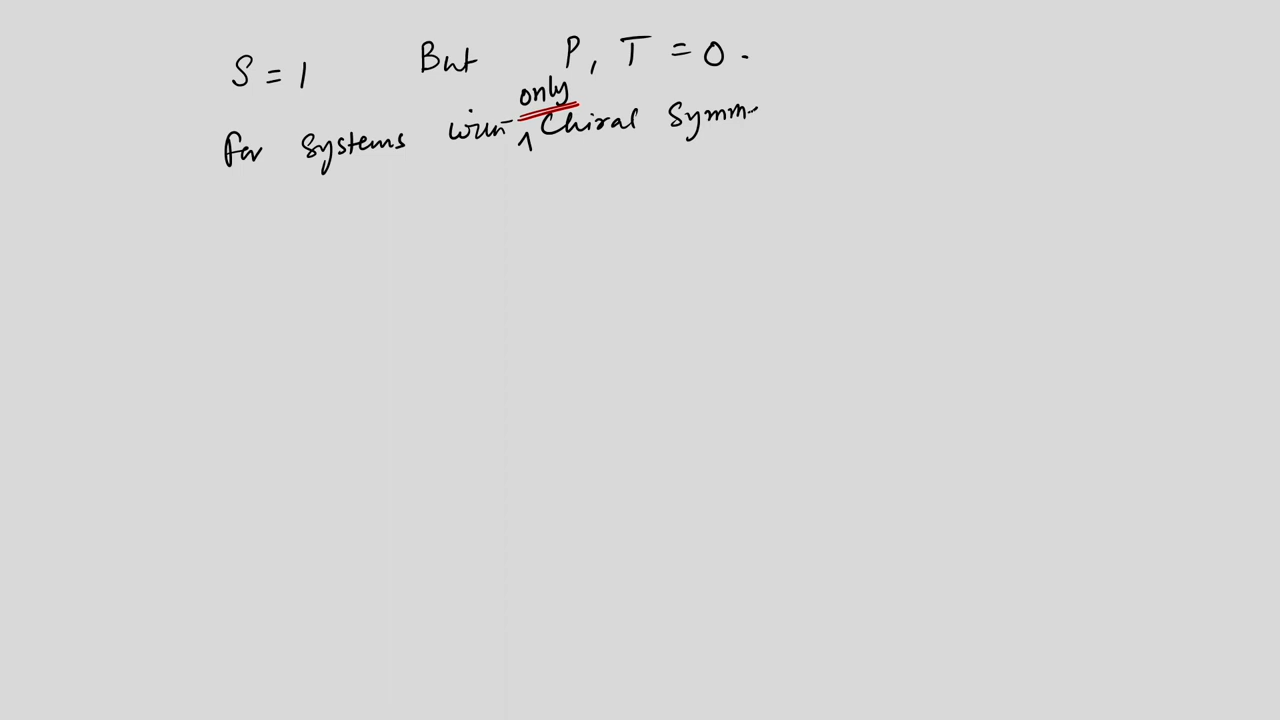 S = 1 But P, T = 0.
for systems with only Chiral Symm.